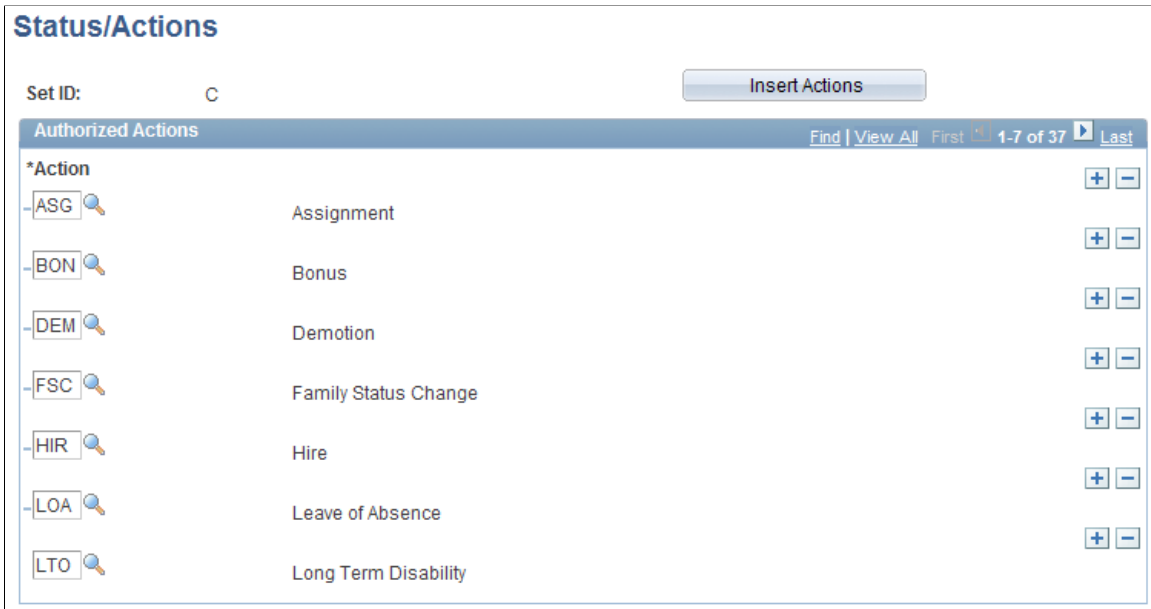 Status/Actions
Set ID: C Insert Actions
Authorized Actions Find | View All First 1-7 of 37 Last
*Action
ASG Assignment
BON Bonus
DEM Demotion
FSC Family Status Change
HIR Hire
LOA Leave of Absence
LTO Long Term Disability